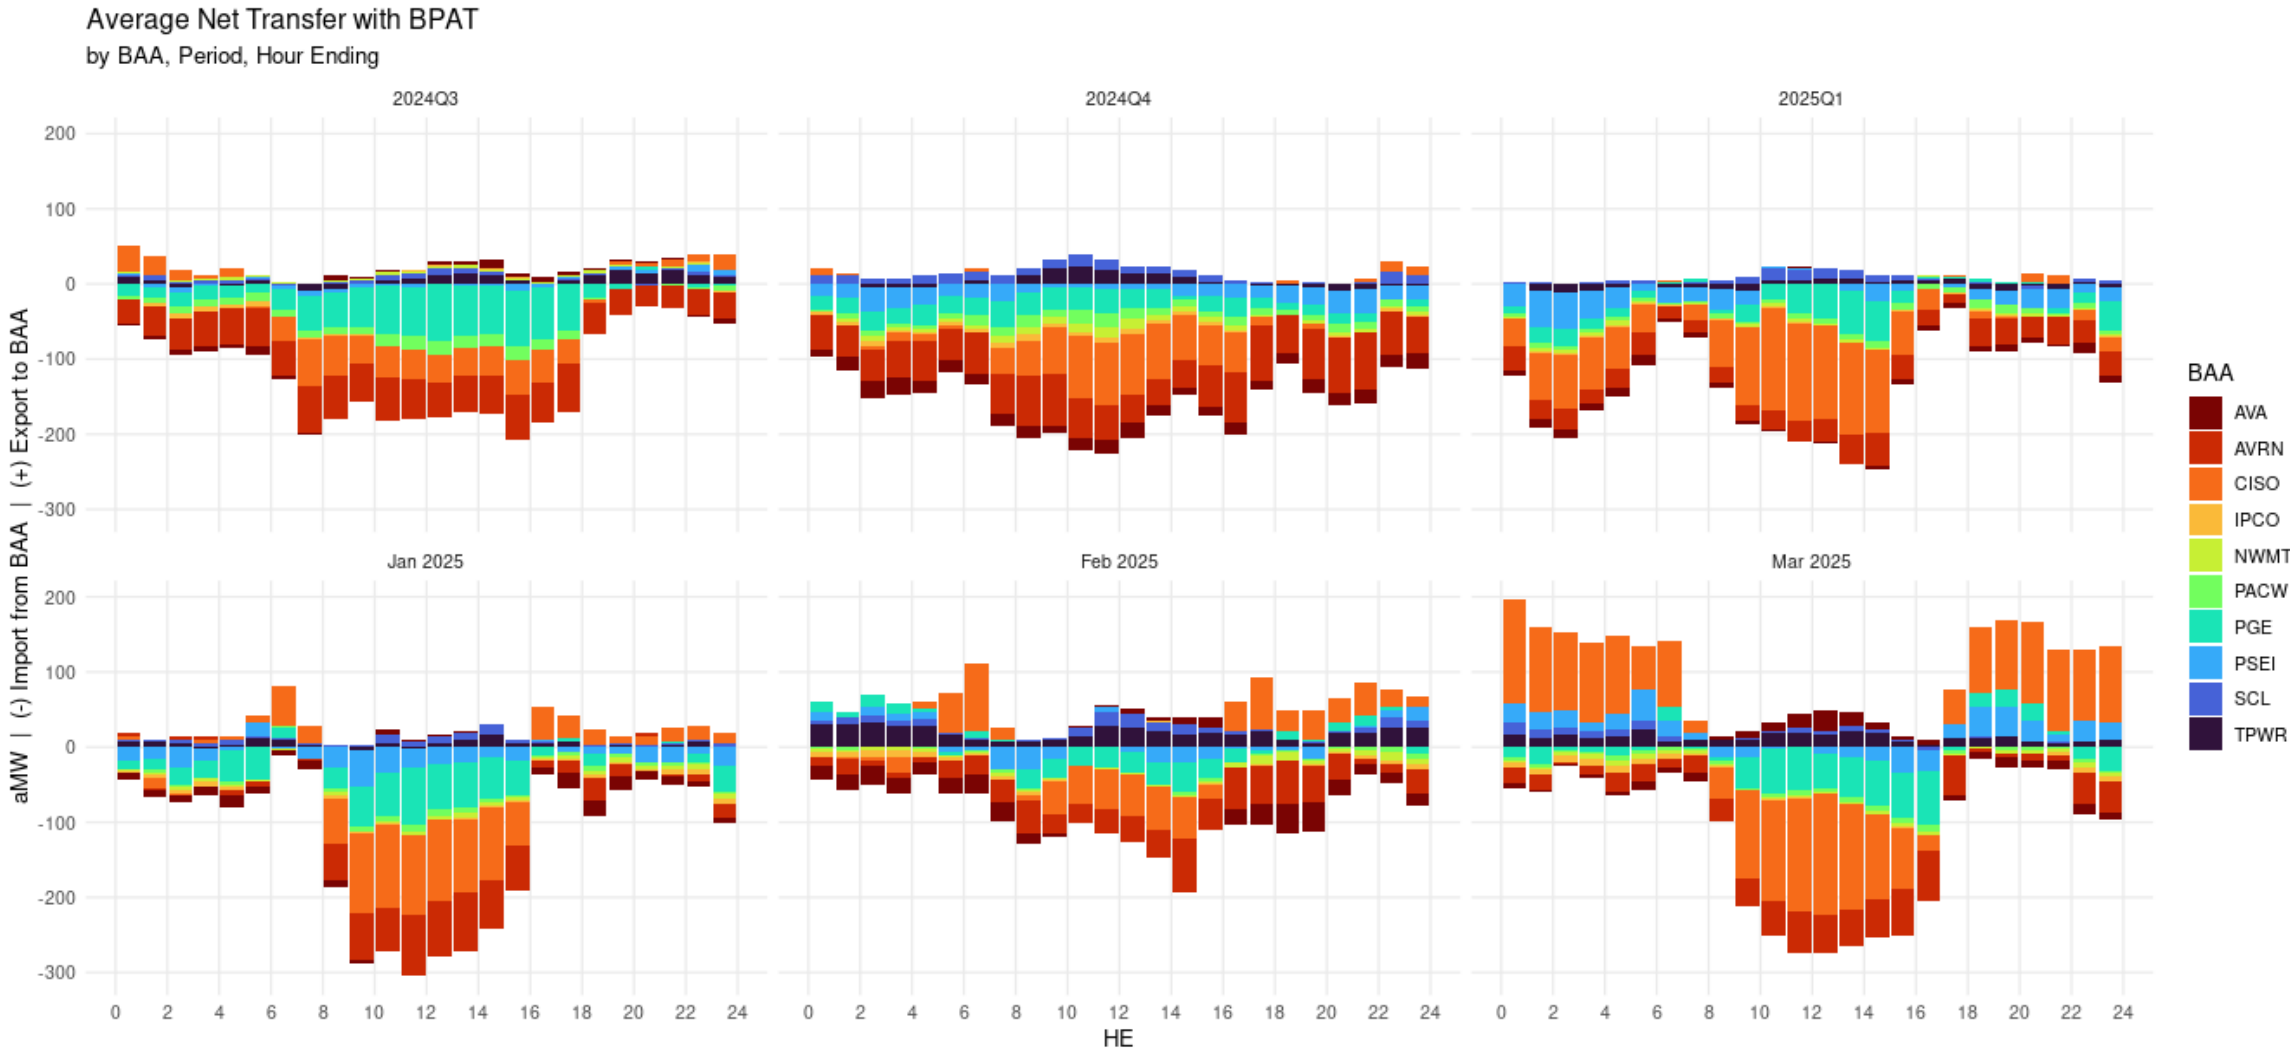 Average Net Transfer with BPAT
by BAA, Period, Hour Ending
2024Q3
2024Q4
2025Q1
200
100
0
-100
-200
-300
Jan 2025
Feb 2025
Mar 2025
200
100
0
-100
-200
-300
0 2 4 6 8 10 12 14 16 18 20 22 24
0 2 4 6 8 10 12 14 16 18 20 22 24
0 2 4 6 8 10 12 14 16 18 20 22 24
HE
aMW | (-) Import from BAA | (+) Export to BAA
BAA
AVA
AVRN
CISO
IPCO
NWMT
PACW
PGE
PSEI
SCL
TPWR